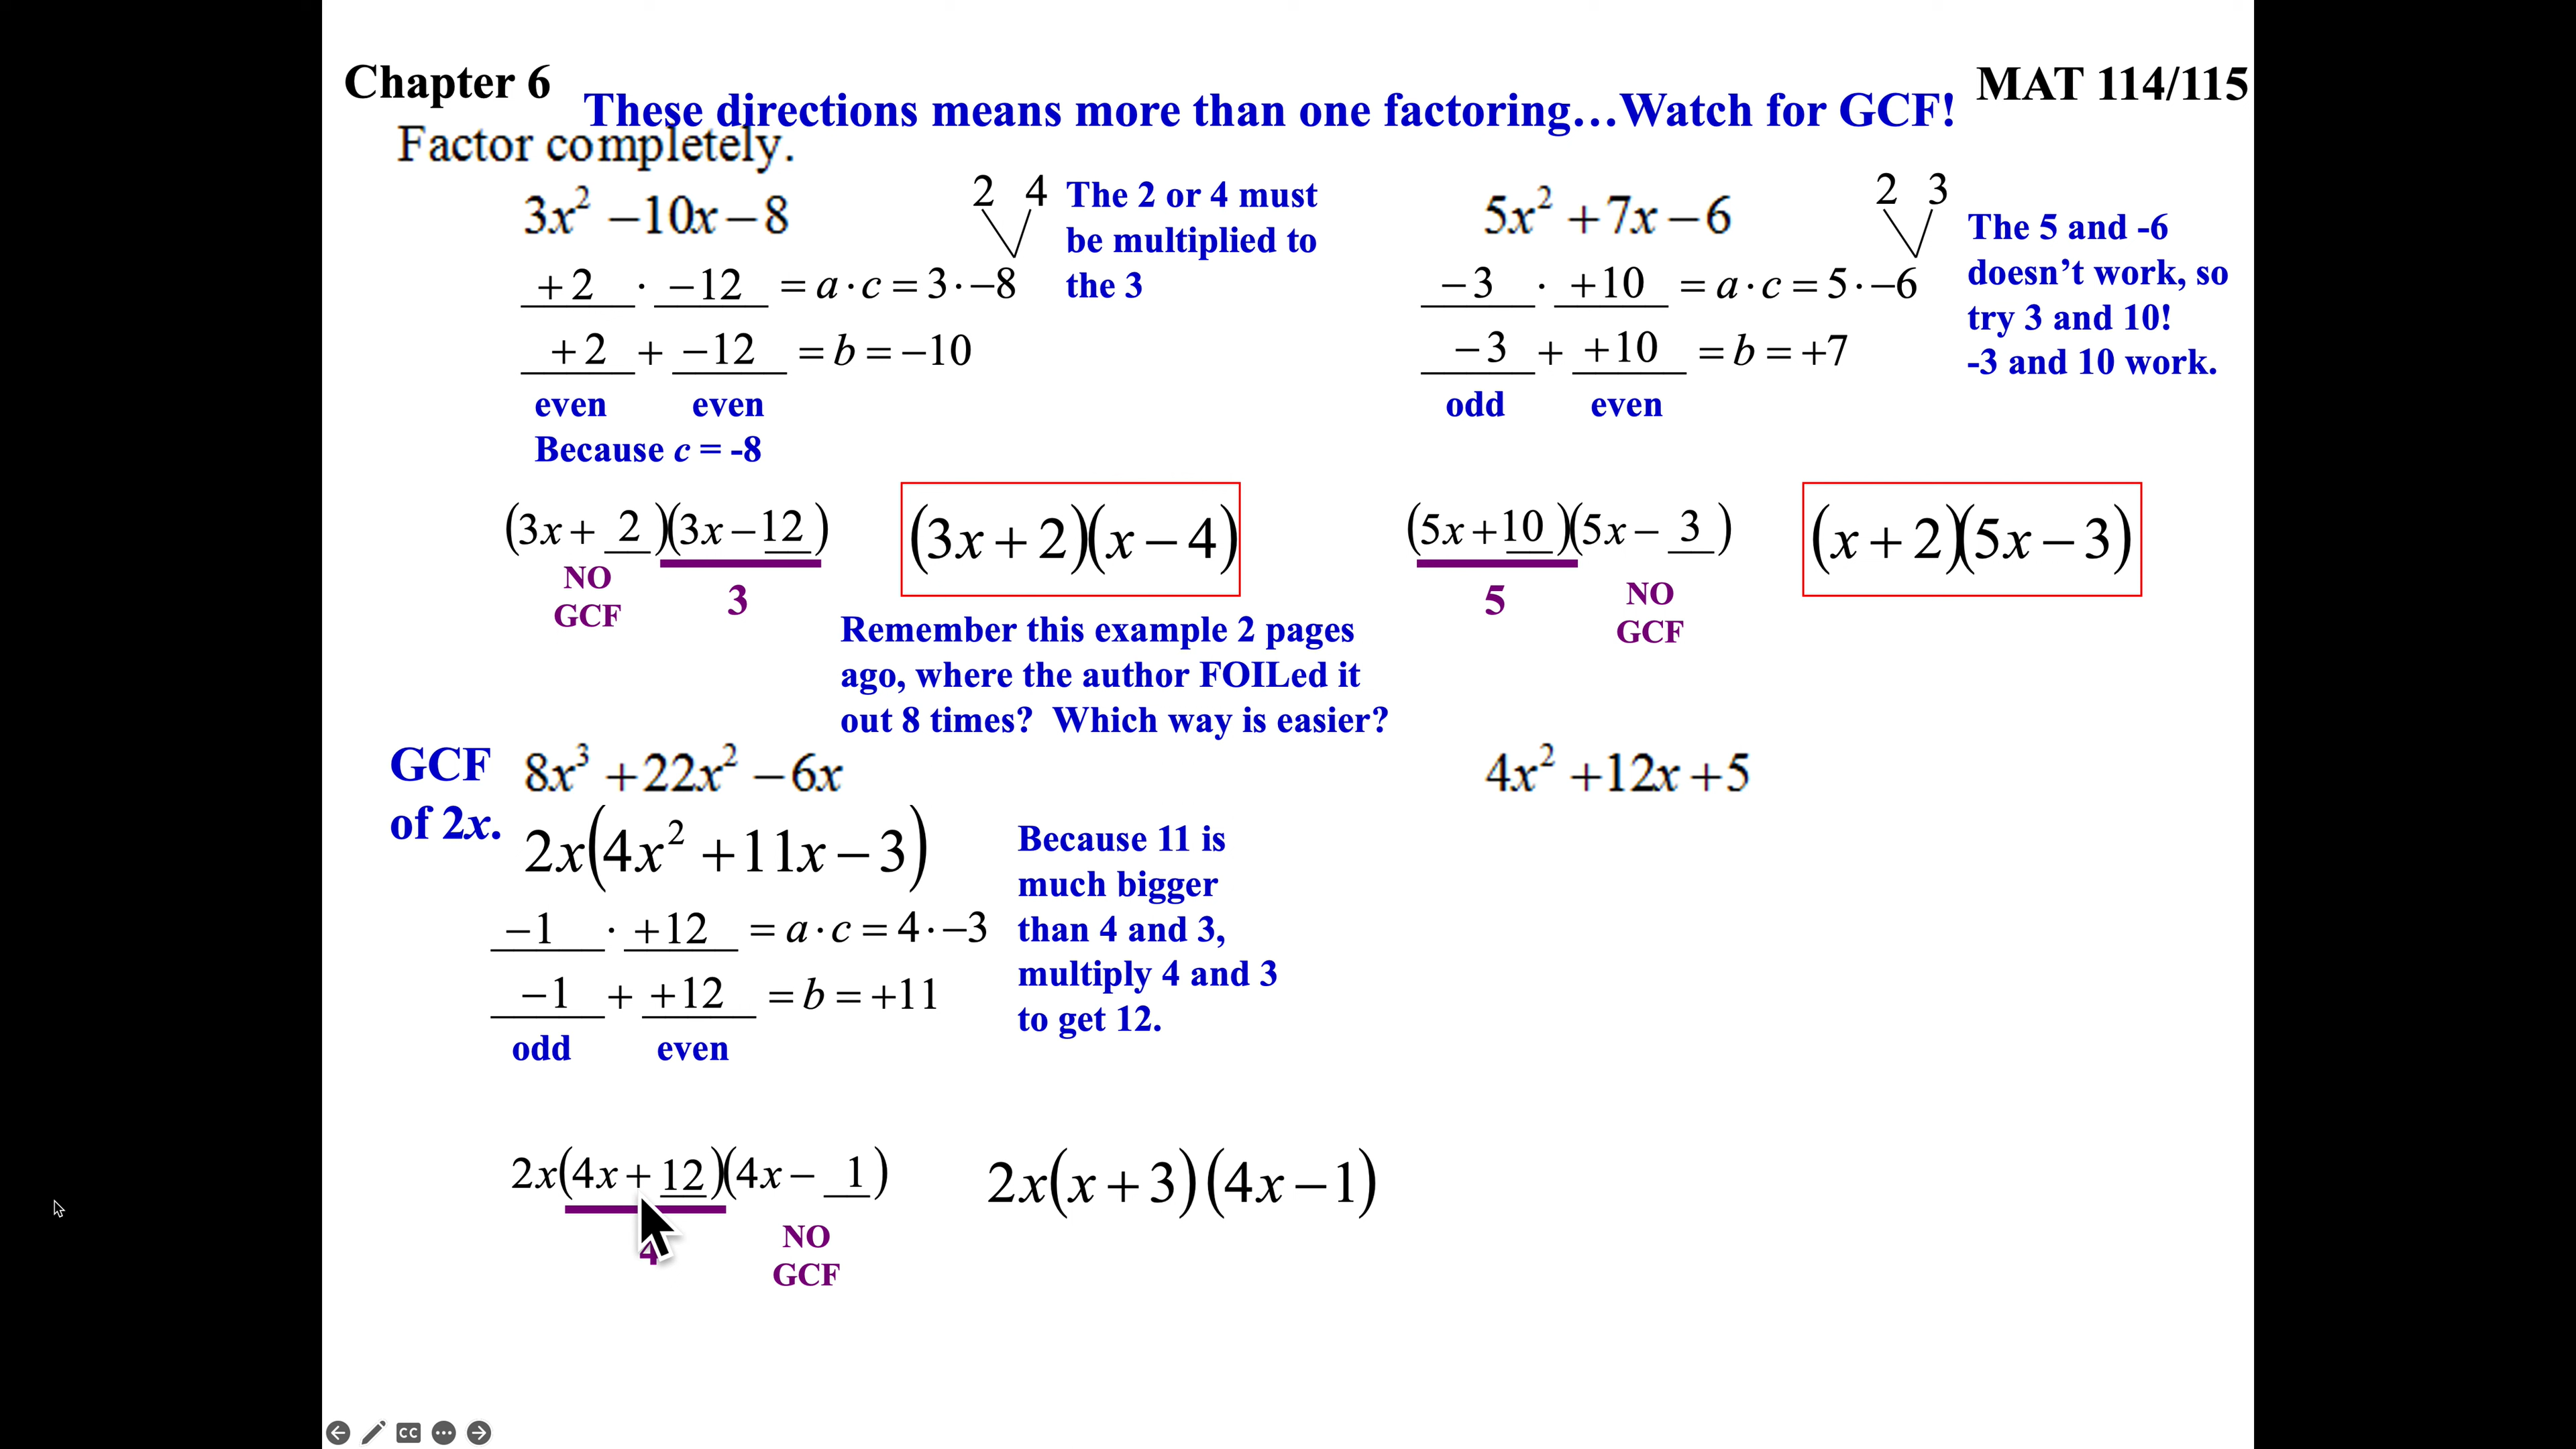 Chapter 6
MAT 114/115
These directions means more than one factoring...Watch for GCF!
Factor completely.
3x² −10x−8
2 4
The 2 or 4 must
be multiplied to
the 3
+2 · −12 = a·c = 3·−8
+2 + −12 = b = −10
even even
Because c = -8
(3x+ 2 )(3x−12)
NO
GCF
3
(3x+2)(x−4)
Remember this example 2 pages
ago, where the author FOILed it
out 8 times? Which way is easier?
5x² +7x−6
2 3
The 5 and -6
doesn't work, so
try 3 and 10!
-3 and 10 work.
−3 · +10 = a·c = 5·−6
−3 + +10 = b = +7
odd even
(5x+10)(5x− 3 )
5
NO
GCF
(x+2)(5x−3)
GCF
of 2x.
8x³ +22x² −6x
2x(4x² +11x−3)
−1 · +12 = a·c = 4·−3
−1 + +12 = b = +11
odd even
Because 11 is
much bigger
than 4 and 3,
multiply 4 and 3
to get 12.
2x(4x+12)(4x− 1 )
4
NO
GCF
2x(x+3)(4x−1)
4x² +12x+5
CC